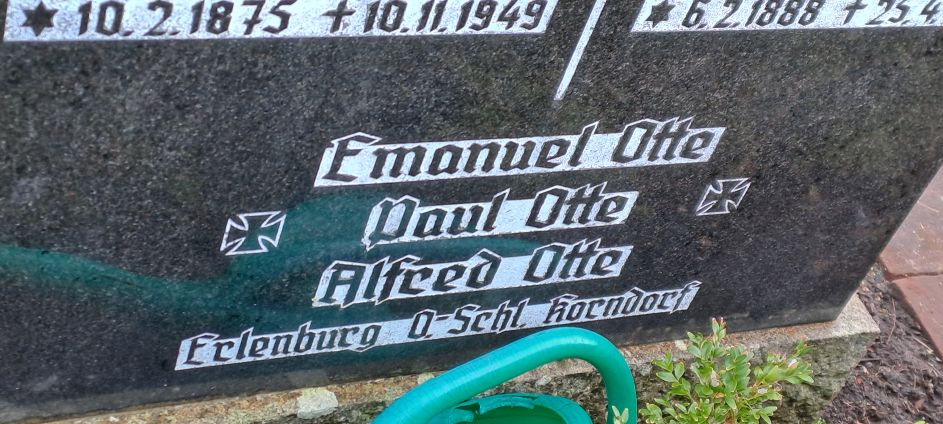 * 10.2.1875 + 10.11.1949
* 6.2.1888 + 25.4.
Emanuel Otte
Paul Otte
Alfred Otte
Erlenburg O.-Schl. Korndorf